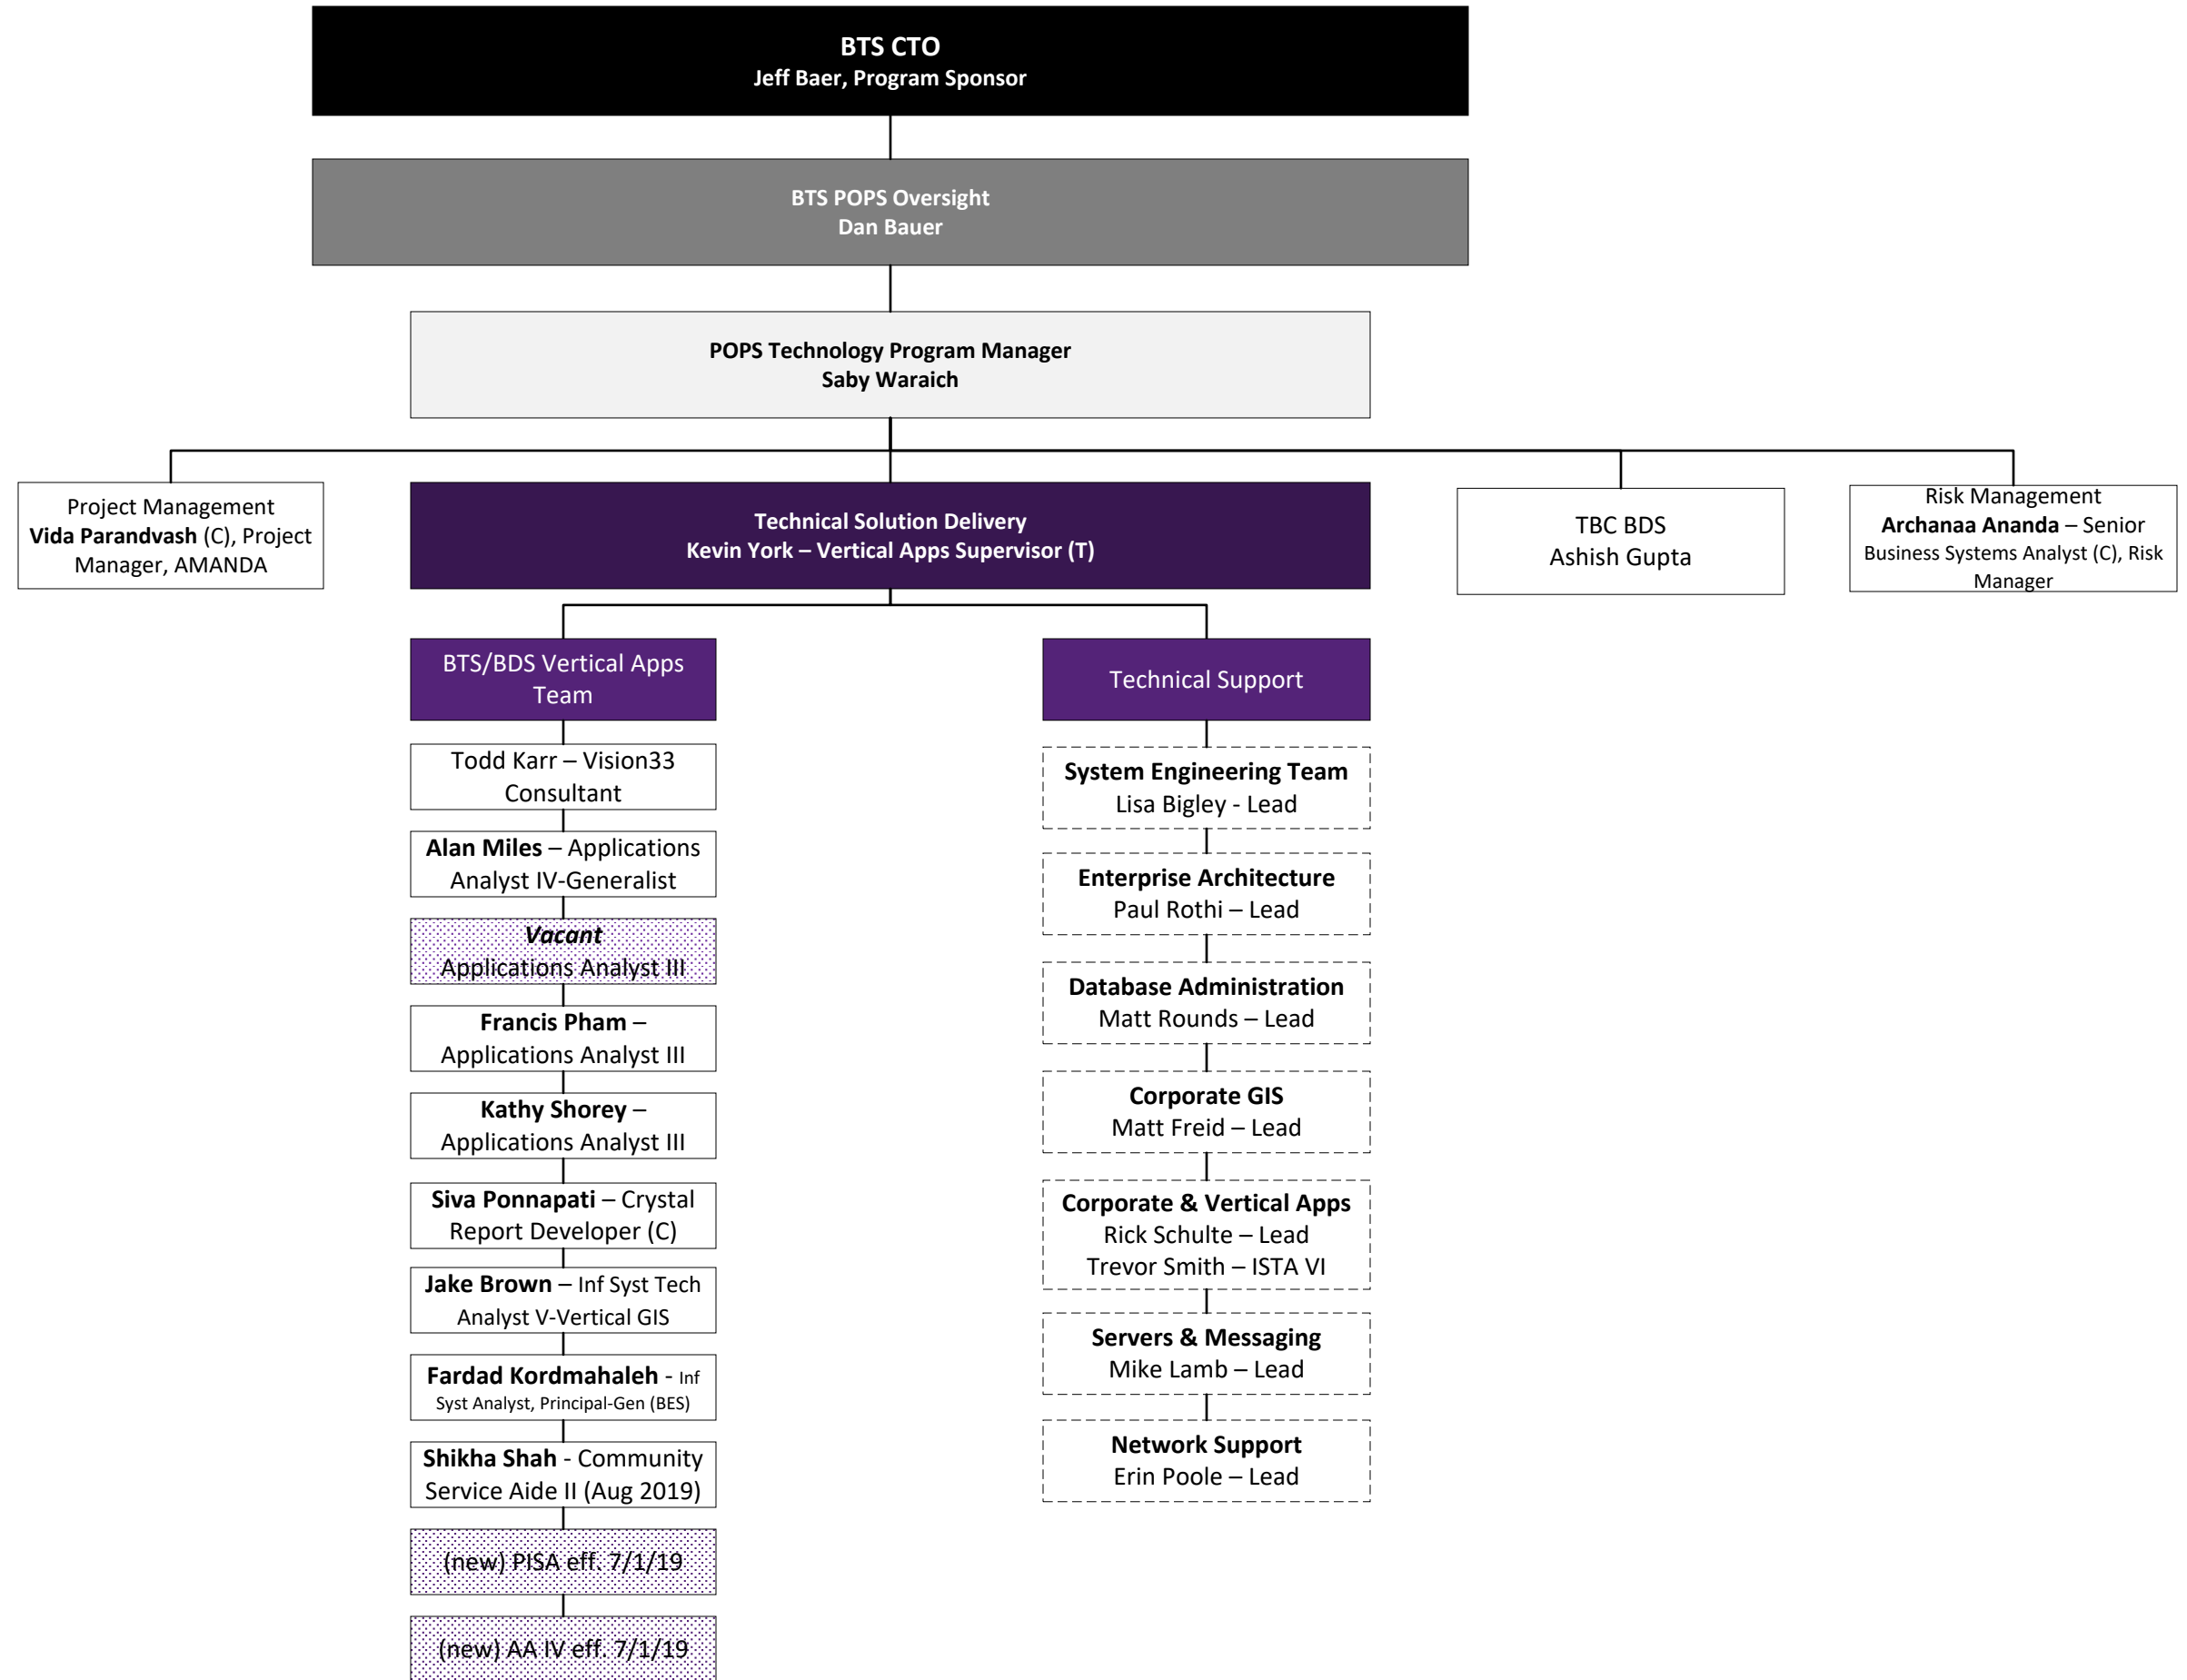 BTS CTO
Jeff Baer, Program Sponsor
BTS POPS Oversight
Dan Bauer
POPS Technology Program Manager
Saby Waraich
Project Management
Vida Parandvash (C), Project
Manager, AMANDA
Technical Solution Delivery
Kevin York – Vertical Apps Supervisor (T)
TBC BDS
Ashish Gupta
Risk Management
Archanaa Ananda – Senior
Business Systems Analyst (C), Risk
Manager
BTS/BDS Vertical Apps
Team
Todd Karr – Vision33
Consultant
Alan Miles – Applications
Analyst IV-Generalist
Vacant
Applications Analyst III
Francis Pham –
Applications Analyst III
Kathy Shorey –
Applications Analyst III
Siva Ponnapati – Crystal
Report Developer (C)
Jake Brown – Inf Syst Tech
Analyst V-Vertical GIS
Fardad Kordmahaleh - Inf
Syst Analyst, Principal-Gen (BES)
Shikha Shah - Community
Service Aide II (Aug 2019)
(new) PISA eff. 7/1/19
(new) AA IV eff. 7/1/19
Technical Support
System Engineering Team
Lisa Bigley - Lead
Enterprise Architecture
Paul Rothi – Lead
Database Administration
Matt Rounds – Lead
Corporate GIS
Matt Freid – Lead
Corporate & Vertical Apps
Rick Schulte – Lead
Trevor Smith – ISTA VI
Servers & Messaging
Mike Lamb – Lead
Network Support
Erin Poole – Lead